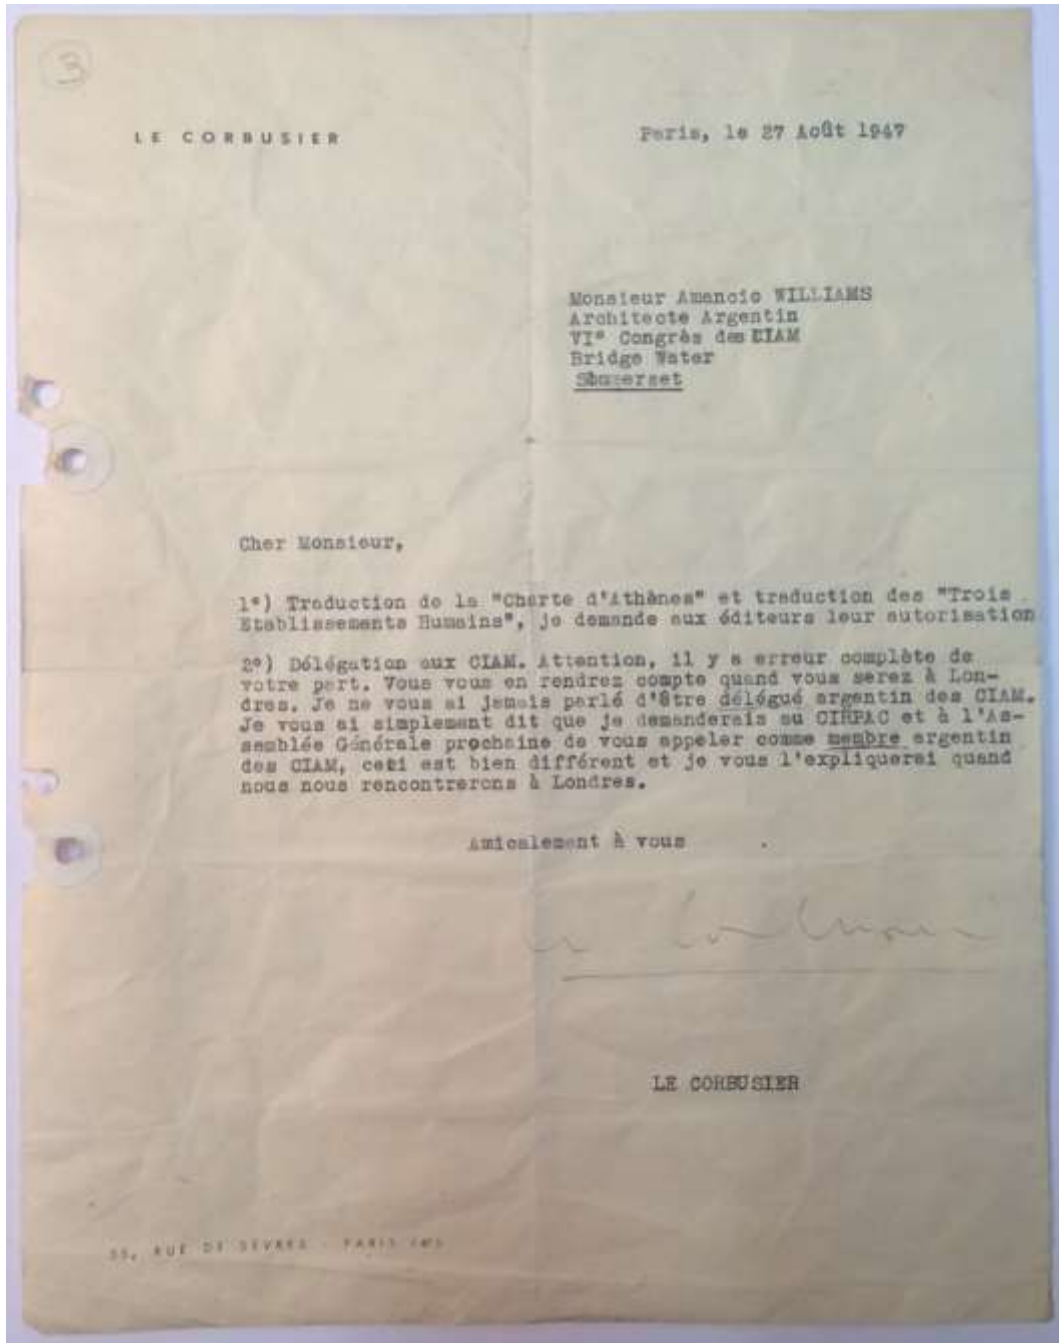 3
LE CORBUSIER
Paris, le 27 Août 1947
Monsieur Amancio WILLIAMS
Architecte Argentin
VI° Congrès des CIAM
Bridge Water
Somerset
Cher Monsieur,
1°) Traduction de la "Charte d'Athènes" et traduction des "Trois
Etablissements Humains", je demande aux éditeurs leur autorisation
2°) Délégation aux CIAM. Attention, il y a erreur complète de
votre part. Vous vous en rendrez compte quand vous serez à Lon-
dres. Je ne vous ai jamais parlé d'être délégué argentin des CIAM.
Je vous ai simplement dit que je demanderais au CIRPAC et à l'As-
semblée Générale prochaine de vous appeler comme membre argentin
des CIAM, ceci est bien différent et je vous l'expliquerai quand
nous nous rencontrerons à Londres.
Amicalement à vous
Le Corbusier
LE CORBUSIER
35, RUE DE SÈVRES - PARIS